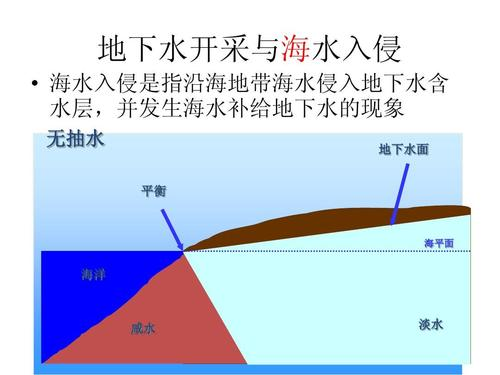 地下水开采与海水入侵
• 海水入侵是指沿海地带海水侵入地下水含
水层，并发生海水补给地下水的现象
无抽水
地下水面
平衡
海平面
海洋
咸水
淡水